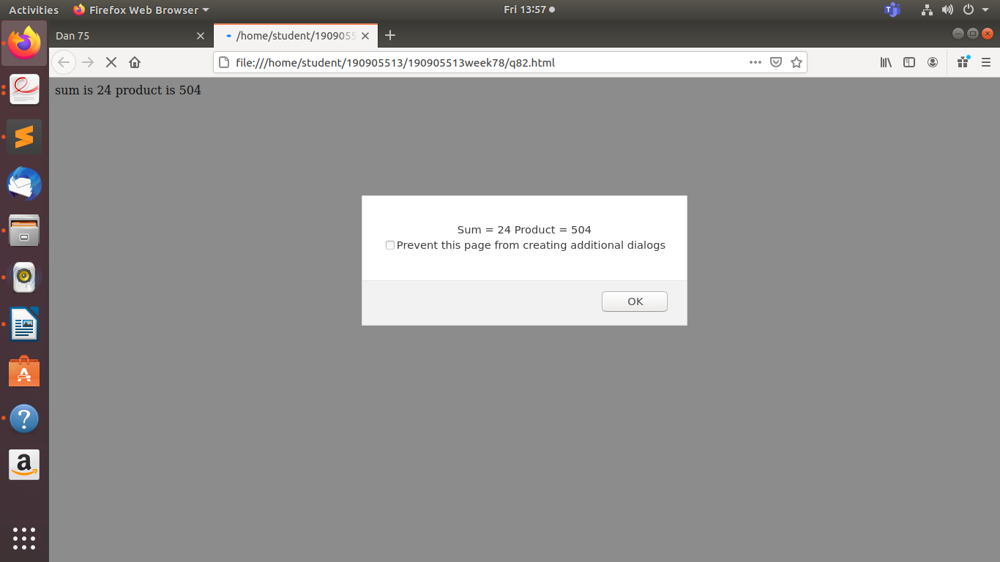 Activities Firefox Web Browser Fri 13:57
Dan 75 /home/student/1909055
file:///home/student/190905513/190905513week78/q82.html
sum is 24 product is 504
Sum = 24 Product = 504
Prevent this page from creating additional dialogs
OK